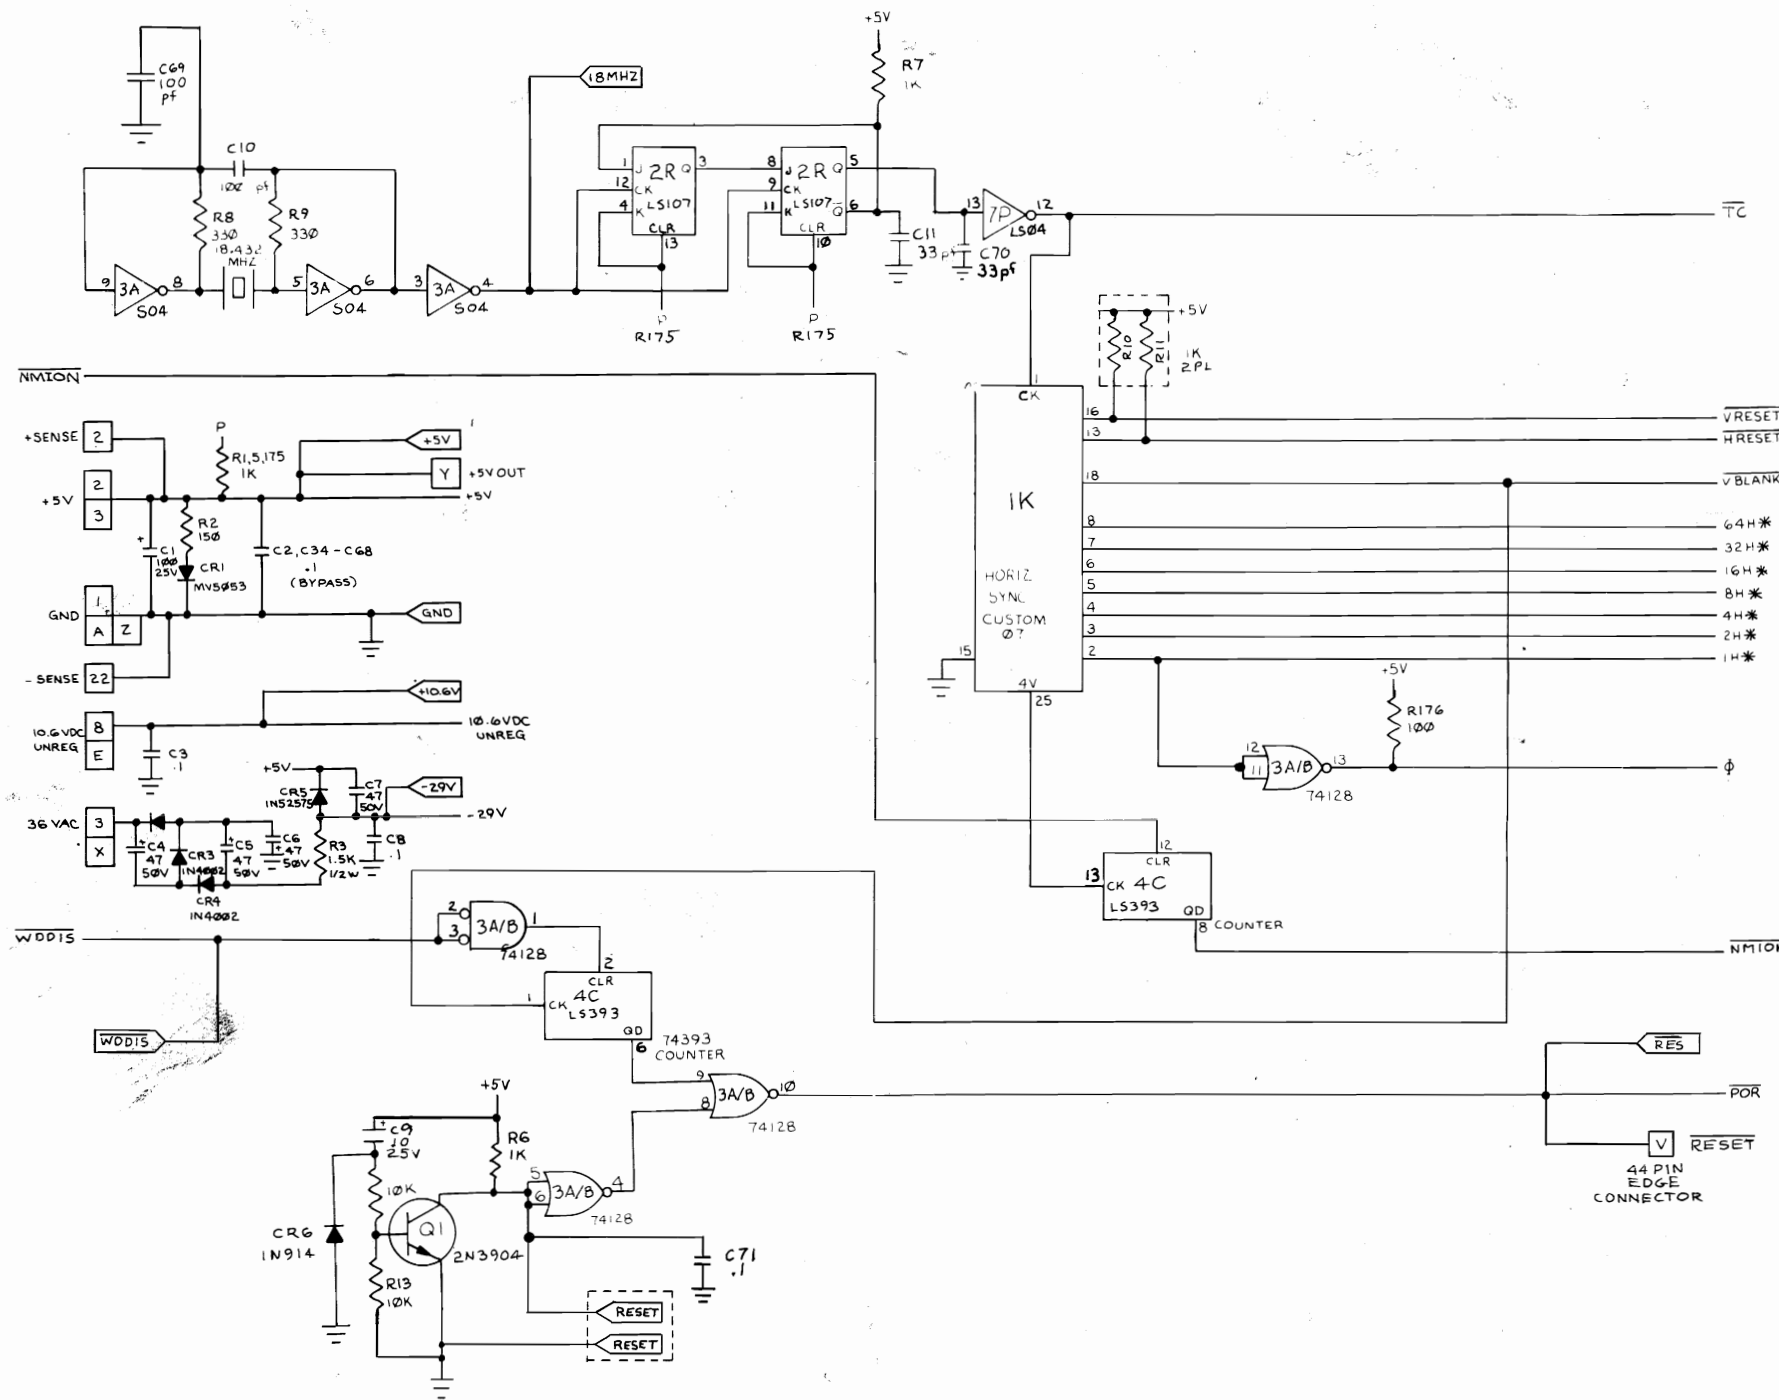 +5V
C69
100
pf
R7
1K
18MHZ
C10
100 pf
R8
330
R9
330
18.432
MHZ
9 3A 8
S04
5 3A 6
S04
3 3A 4
S04
1 J 2R Q 3
12 CK
4 K LS107
CLR
13
P
R175
8 J 2R Q 5
9 CK
11 K LS107 Q 6
CLR
10
P
R175
C11
33 pf
C70
33pf
13 7P 12
LS04
TC
+5V
R10
R11
1K
2PL
NMION
1
CK
16
VRESET
13
HRESET
18
VBLANK
1K
8
64H*
7
32H*
6
16H*
5
8H*
4
4H*
3
2H*
2
1H*
HORIZ
SYNC
CUSTOM
07
15
4V
25
+SENSE 2
P
R1,5,175
1K
+5V
Y +5V OUT
+5V
+5V 2
3
R2
150
+ C1
100
25V
CR1
MV5053
C2, C34-C68
.1
(BYPASS)
GND 1
A Z
GND
-SENSE 22
+10.6V
10.6VDC
UNREG
8
E
10.6VDC
UNREG
C3
.1
+5V
CR5
1N5257B
C7
47
50V
-29V
-29V
36 VAC 3
X
+ C4
47
50V
CR3
1N4002
+ C5
47
50V
C6
+ 47
50V
R3
1.5K
1/2W
C8
.1
CR4
1N4002
+5V
R176
100
12
11 3A/B 13
74128
Φ
12
CLR
13 CK 4C
LS393
QD
8 COUNTER
NMION
WDDIS
2
3 3A/B 1
74128
2
CLR
1 CK 4C
LS393
QD
6
74393
COUNTER
WDDIS
9
8 3A/B 10
74128
RES
POR
V RESET
44 PIN
EDGE
CONNECTOR
+5V
+ C9
10
25V
R6
1K
10K
5
6 3A/B 4
74128
CR6
1N914
Q1
2N3904
C71
.1
R13
10K
RESET
RESET